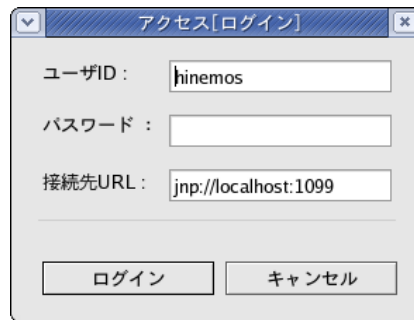 アクセス[ログイン]
ユーザID : hinemos
パスワード :
接続先URL : jnp://localhost:1099
ログイン キャンセル